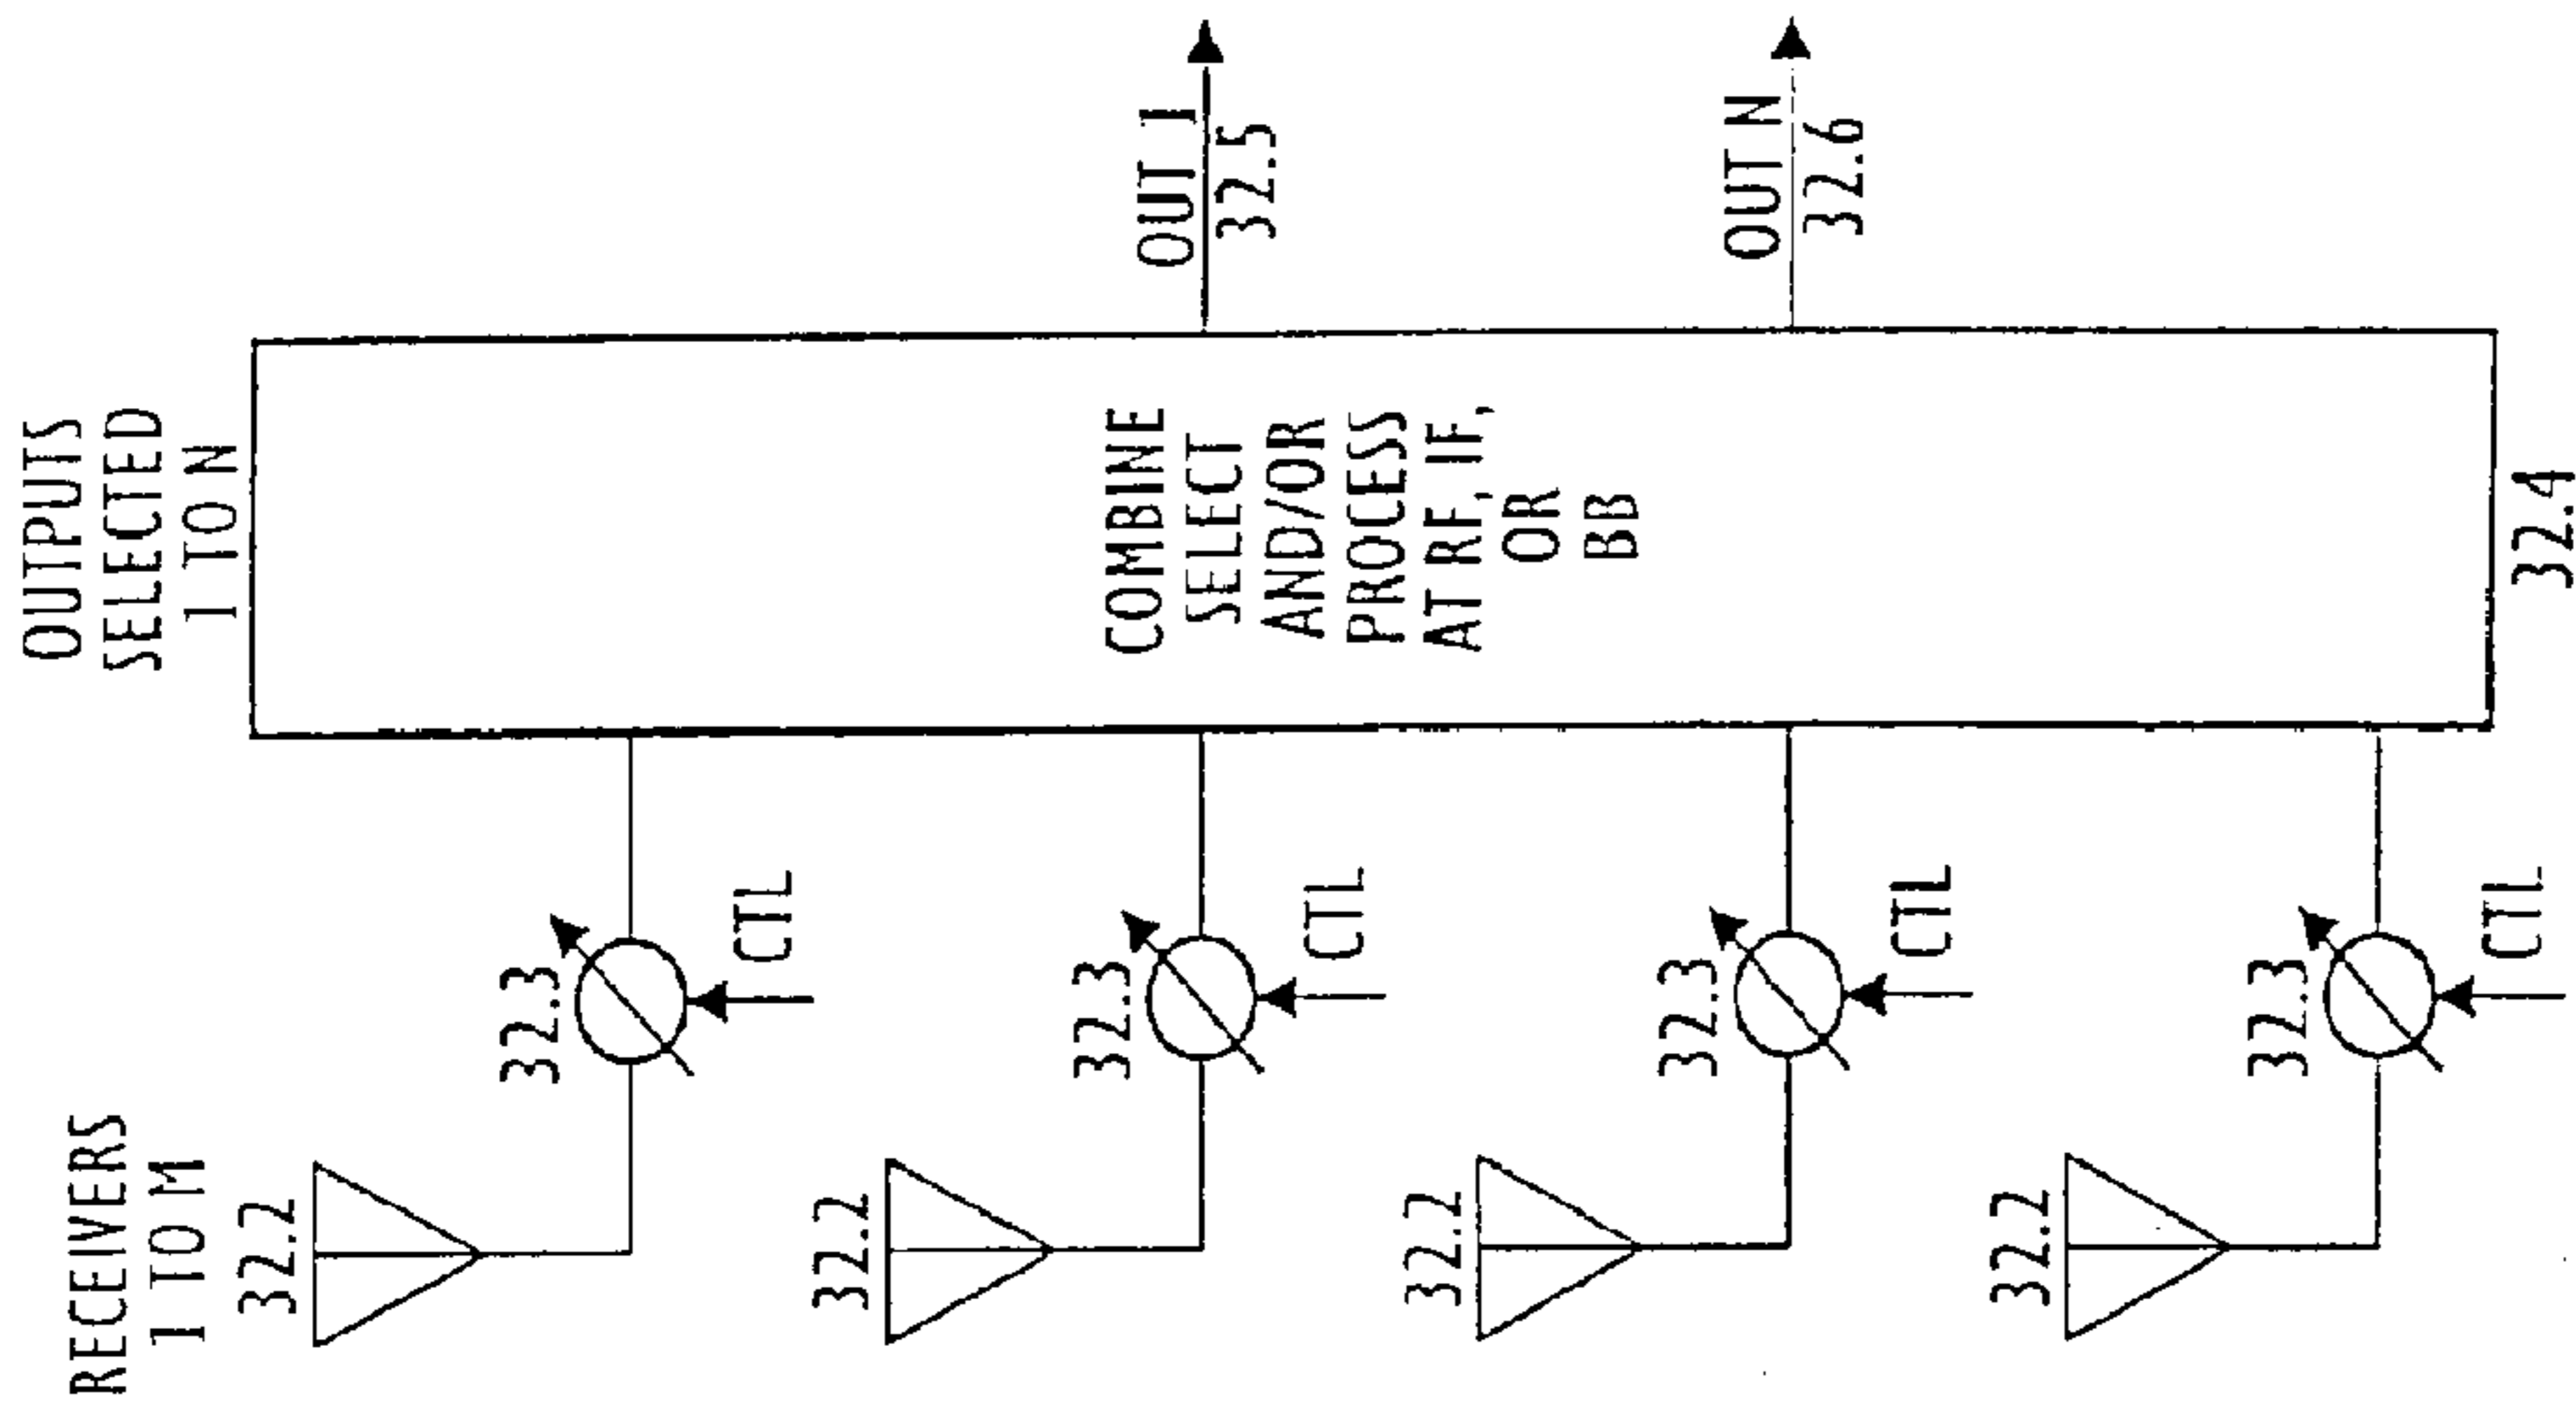 RECEIVERS
1 TO M
OUTPUTS
SELECTED
1 TO N
32.2
32.3
CTL
32.2
32.3
CTL
32.2
32.3
CTL
32.2
32.3
CTL
COMBINE
SELECT
AND/OR
PROCESS
AT RF, IF,
OR
BB
32.4
OUT 1
32.5
OUT N
32.6